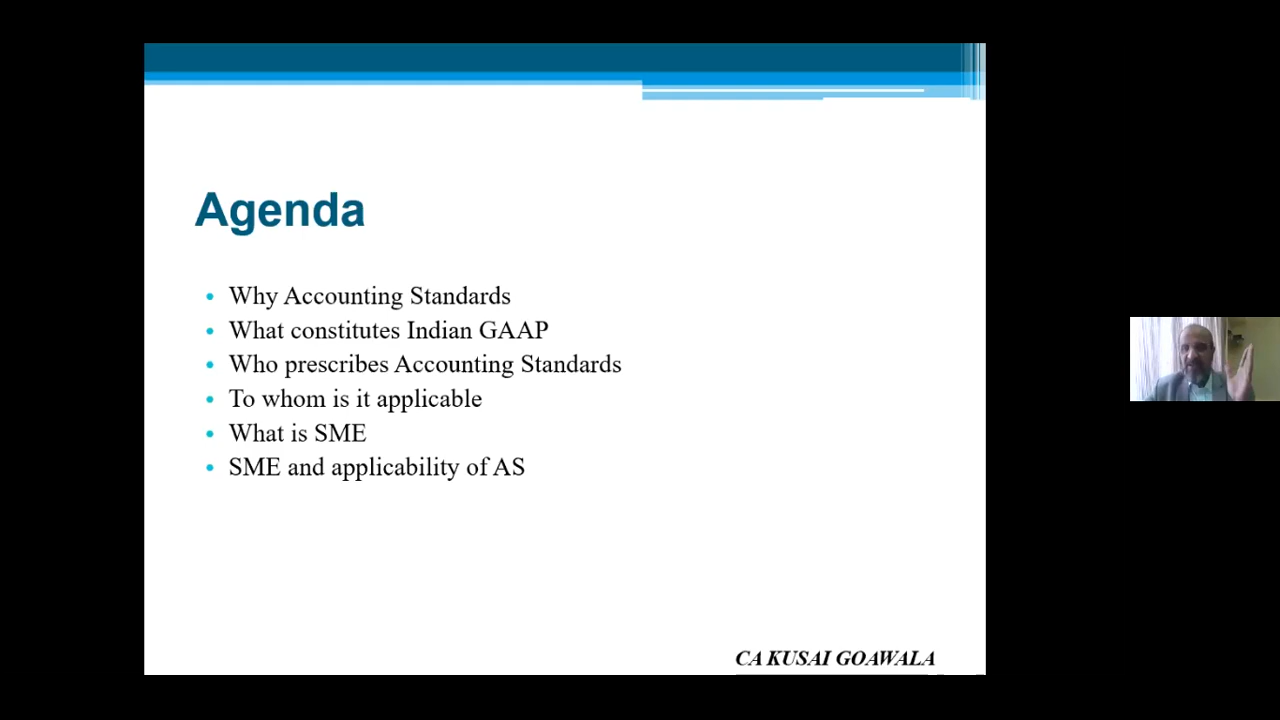 Agenda
• Why Accounting Standards
• What constitutes Indian GAAP
• Who prescribes Accounting Standards
• To whom is it applicable
• What is SME
• SME and applicability of AS
CA KUSAI GOAWALA